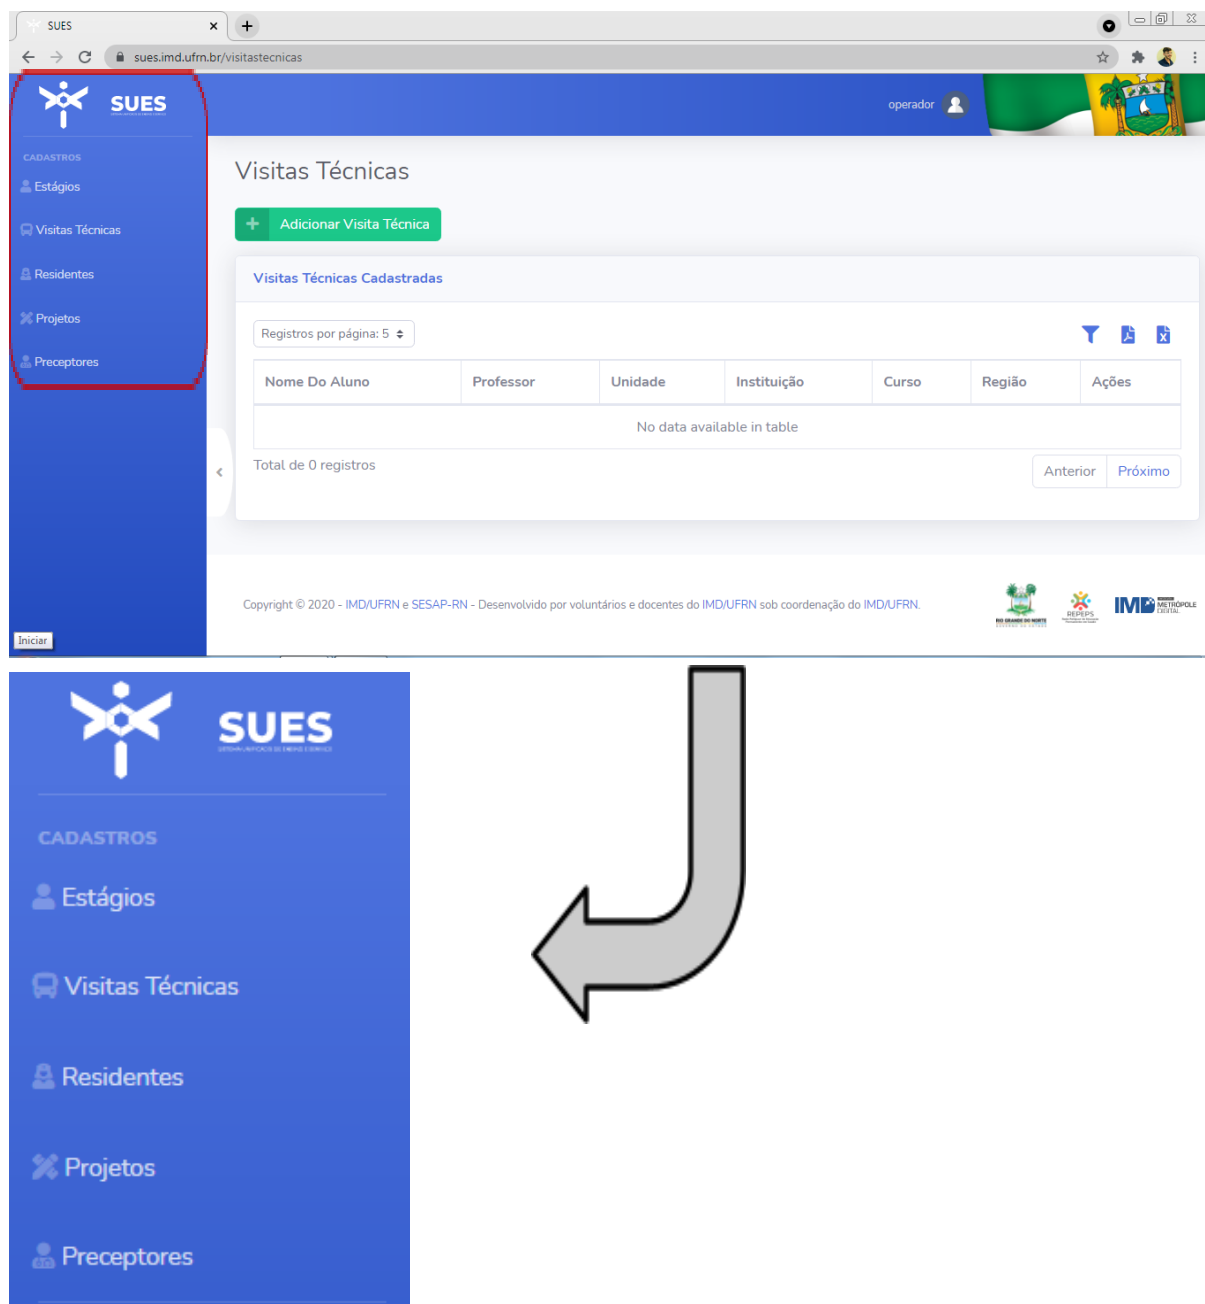 SUES
sues.imd.ufrn.br/visitastecnicas
SUES
operador
CADASTROS
Estágios
Visitas Técnicas
Residentes
Projetos
Preceptores
Visitas Técnicas
+ Adicionar Visita Técnica
Visitas Técnicas Cadastradas
Registros por página: 5
Nome Do Aluno Professor Unidade Instituição Curso Região Ações
No data available in table
Total de 0 registros
Anterior Próximo
Copyright © 2020 - IMD/UFRN e SESAP-RN - Desenvolvido por voluntários e docentes do IMD/UFRN sob coordenação do IMD/UFRN.
RIO GRANDE DO NORTE
REPEPS
IMD METRÓPOLE
DIGITAL
Iniciar
SUES
CADASTROS
Estágios
Visitas Técnicas
Residentes
Projetos
Preceptores